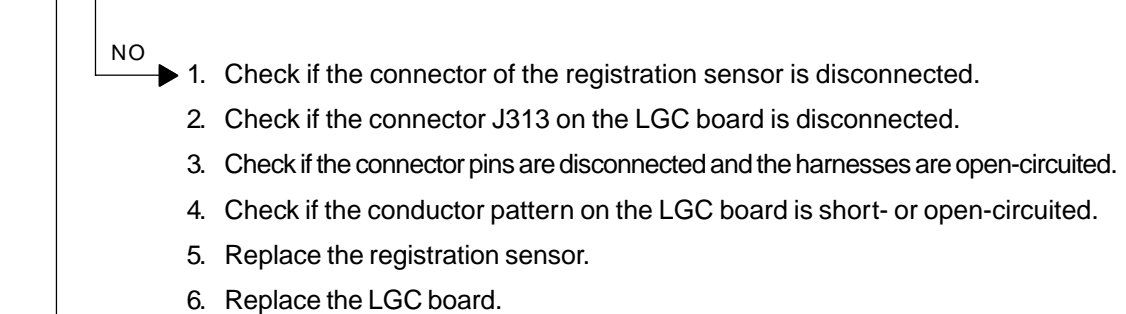 NO
1. Check if the connector of the registration sensor is disconnected.
2. Check if the connector J313 on the LGC board is disconnected.
3. Check if the connector pins are disconnected and the harnesses are open-circuited.
4. Check if the conductor pattern on the LGC board is short- or open-circuited.
5. Replace the registration sensor.
6. Replace the LGC board.